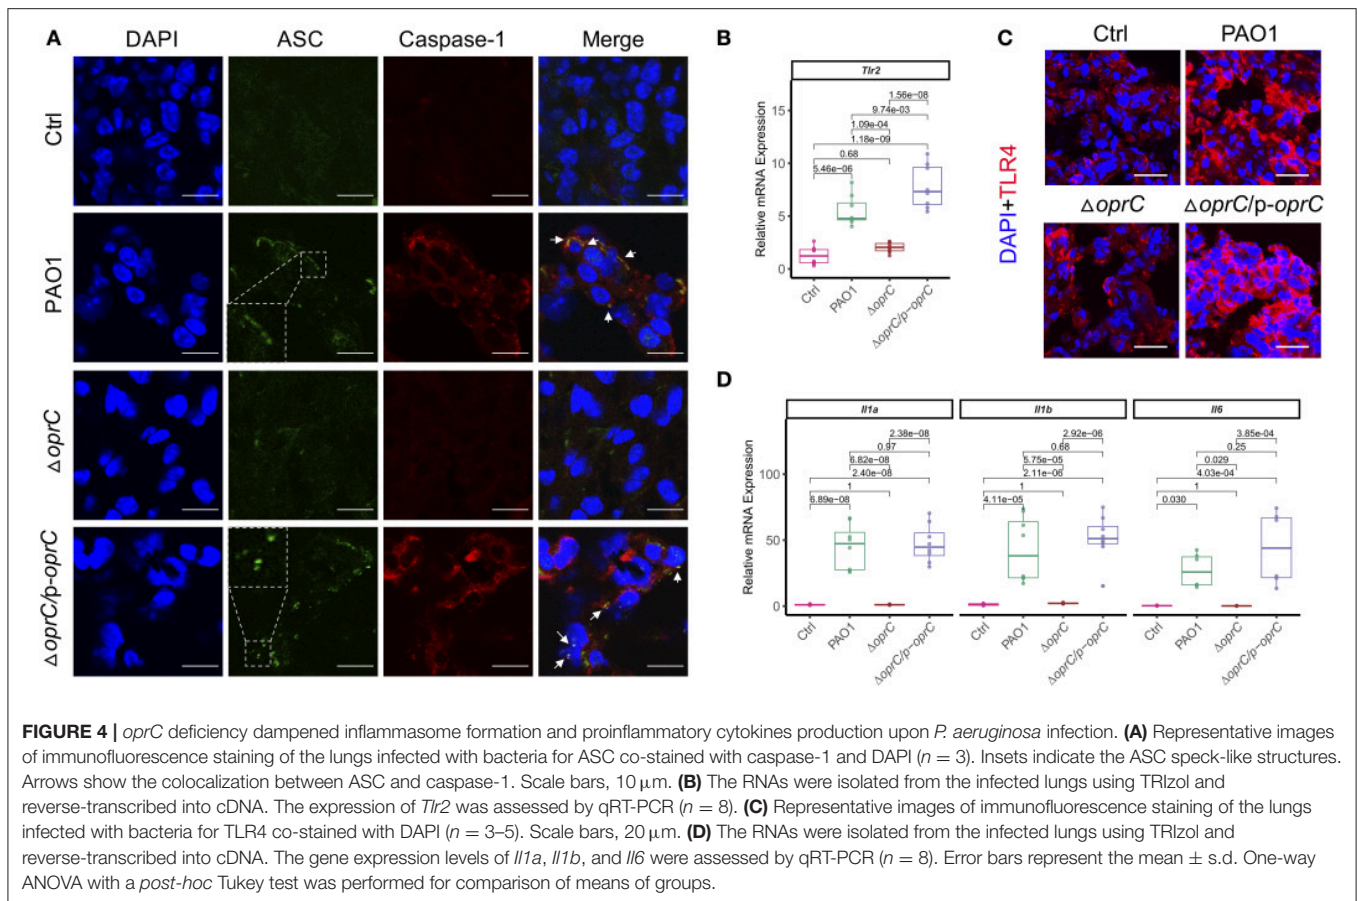 A
DAPI ASC Caspase-1 Merge
Ctrl
PAO1
ΔoprC
ΔoprC/p-oprC
B
Tlr2
Relative mRNA Expression
15
10
5
0
1.56e-08
9.74e-03
1.09e-04
1.18e-09
0.68
5.46e-06
Ctrl
PAO1
ΔoprC
ΔoprC/p-oprC
C
Ctrl PAO1
ΔoprC ΔoprC/p-oprC
DAPI+TLR4
D
Il1a Il1b Il6
Relative mRNA Expression
100
50
0
2.38e-08
0.97
6.82e-08
2.40e-08
1
6.89e-08
2.92e-06
0.68
5.75e-05
2.11e-06
1
4.11e-05
3.85e-04
0.25
0.029
4.03e-04
1
0.030
Ctrl
PAO1
ΔoprC
ΔoprC/p-oprC
Ctrl
PAO1
ΔoprC
ΔoprC/p-oprC
Ctrl
PAO1
ΔoprC
ΔoprC/p-oprC
FIGURE 4 | oprC deficiency dampened inflammasome formation and proinflammatory cytokines production upon P. aeruginosa infection. (A) Representative images
of immunofluorescence staining of the lungs infected with bacteria for ASC co-stained with caspase-1 and DAPI (n = 3). Insets indicate the ASC speck-like structures.
Arrows show the colocalization between ASC and caspase-1. Scale bars, 10 μm. (B) The RNAs were isolated from the infected lungs using TRIzol and
reverse-transcribed into cDNA. The expression of Tlr2 was assessed by qRT-PCR (n = 8). (C) Representative images of immunofluorescence staining of the lungs
infected with bacteria for TLR4 co-stained with DAPI (n = 3–5). Scale bars, 20 μm. (D) The RNAs were isolated from the infected lungs using TRIzol and
reverse-transcribed into cDNA. The gene expression levels of Il1a, Il1b, and Il6 were assessed by qRT-PCR (n = 8). Error bars represent the mean ± s.d. One-way
ANOVA with a post-hoc Tukey test was performed for comparison of means of groups.